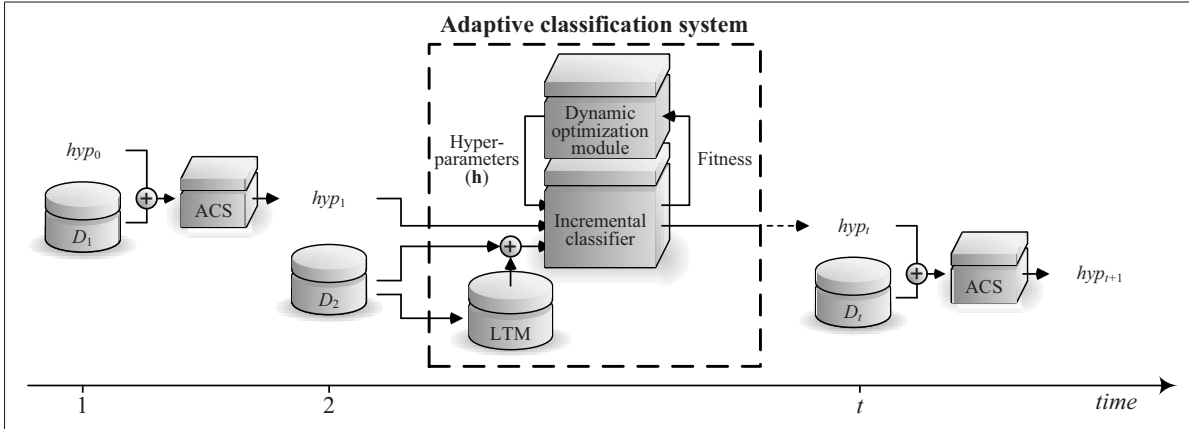 Adaptive classification system
hyp0
D1
ACS
hyp1
D2
Hyper-
parameters
(h)
Dynamic
optimization
module
Fitness
Incremental
classifier
LTM
hypt
Dt
ACS
hypt+1
1
2
t
time